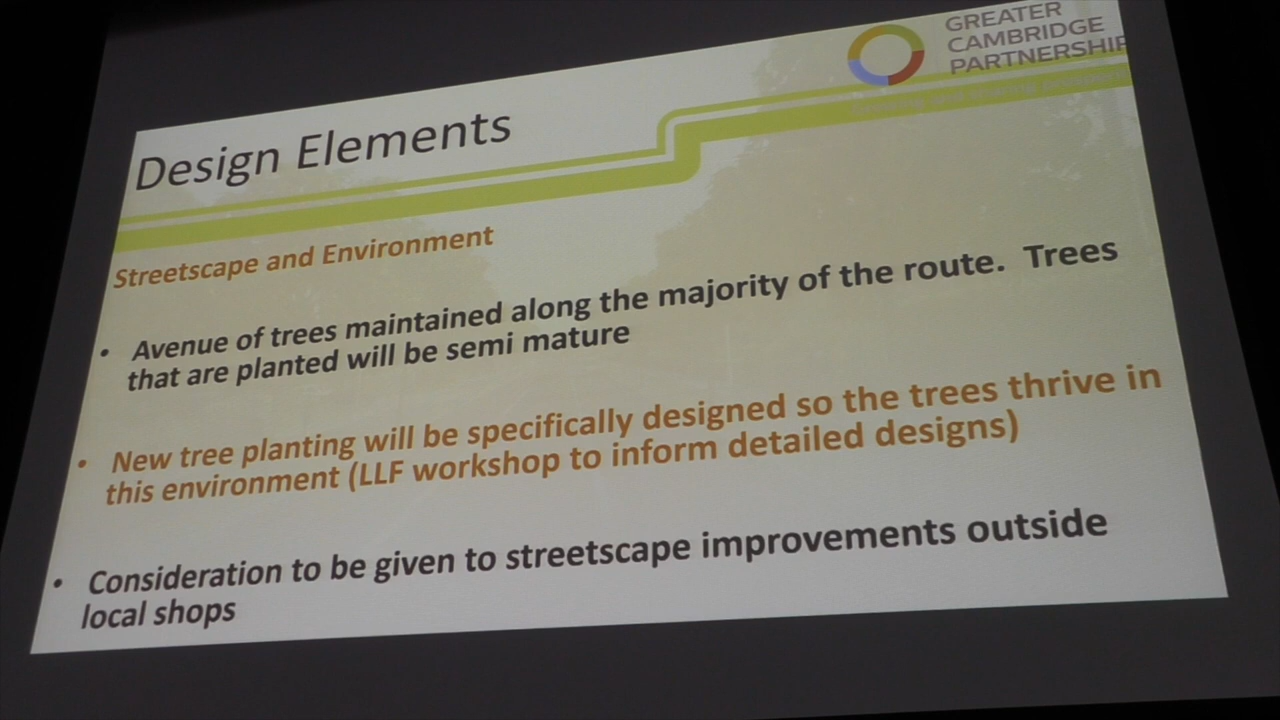 GREATER
CAMBRIDGE
PARTNERSHIP
Design Elements
Streetscape and Environment
• Avenue of trees maintained along the majority of the route.  Trees
that are planted will be semi mature
• New tree planting will be specifically designed so the trees thrive in
this environment (LLF workshop to inform detailed designs)
• Consideration to be given to streetscape improvements outside
local shops